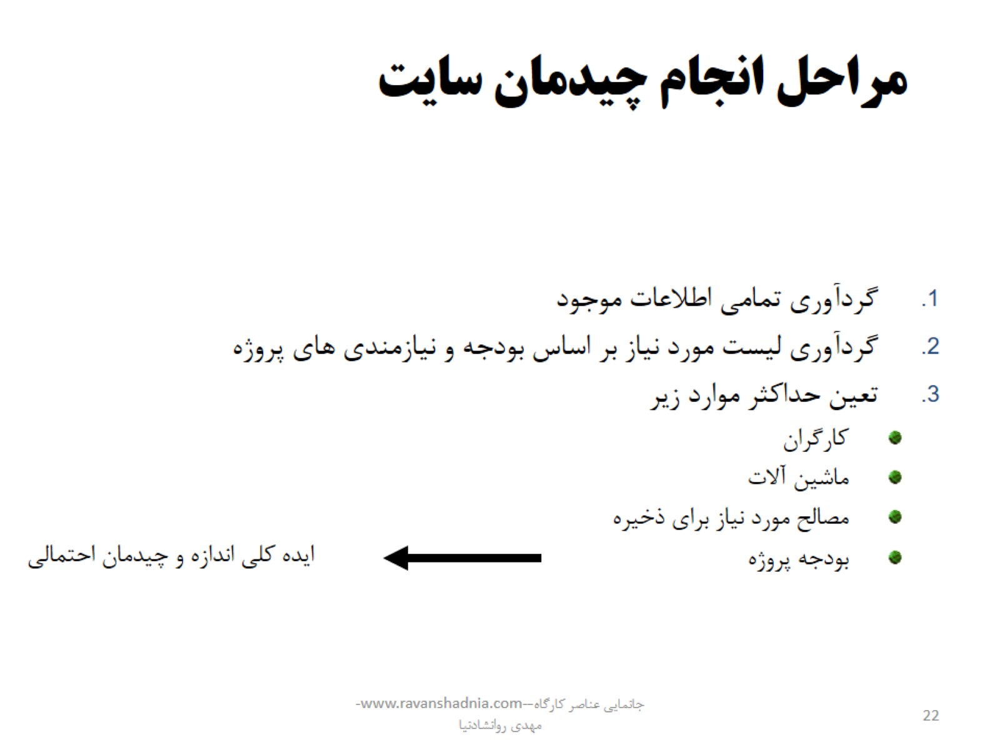 مراحل انجام چیدمان سایت
1. گردآوری تمامی اطلاعات موجود
2. گردآوری لیست مورد نیاز بر اساس بودجه و نیازمندی های پروژه
3. تعین حداکثر موارد زیر
کارگران
ماشین آلات
مصالح مورد نیاز برای ذخیره
بودجه پروژه
ایده کلی اندازه و چیدمان احتمالی
جانمایی عناصر کارگاه--www.ravanshadnia.com-
مهدی روانشادنیا
22